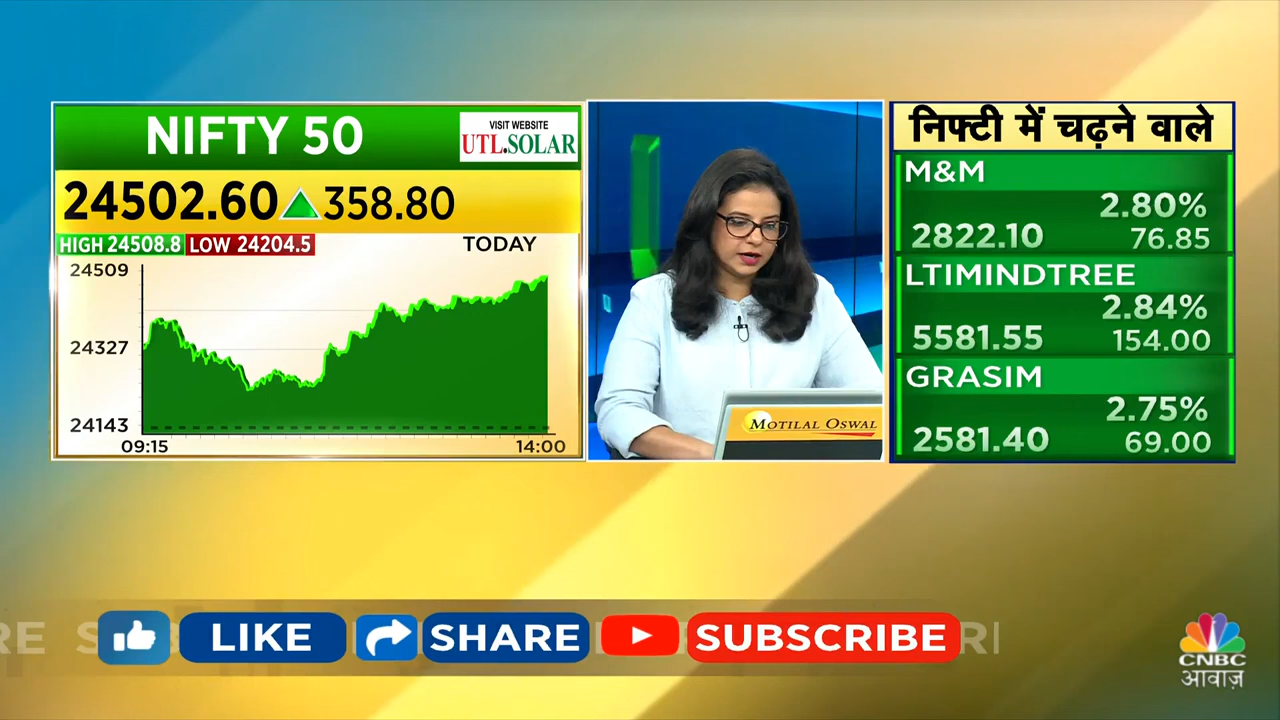 NIFTY 50
VISIT WEBSITE
UTL.SOLAR
24502.60 358.80
HIGH 24508.8 LOW 24204.5 TODAY
24509
24327
24143
09:15 14:00
MOTILAL OSWAL
निफ्टी में चढ़ने वाले
M&M
2.80%
2822.10 76.85
LTIMINDTREE
2.84%
5581.55 154.00
GRASIM
2.75%
2581.40 69.00
LIKE SHARE SUBSCRIBE
CNBC
आवाज़